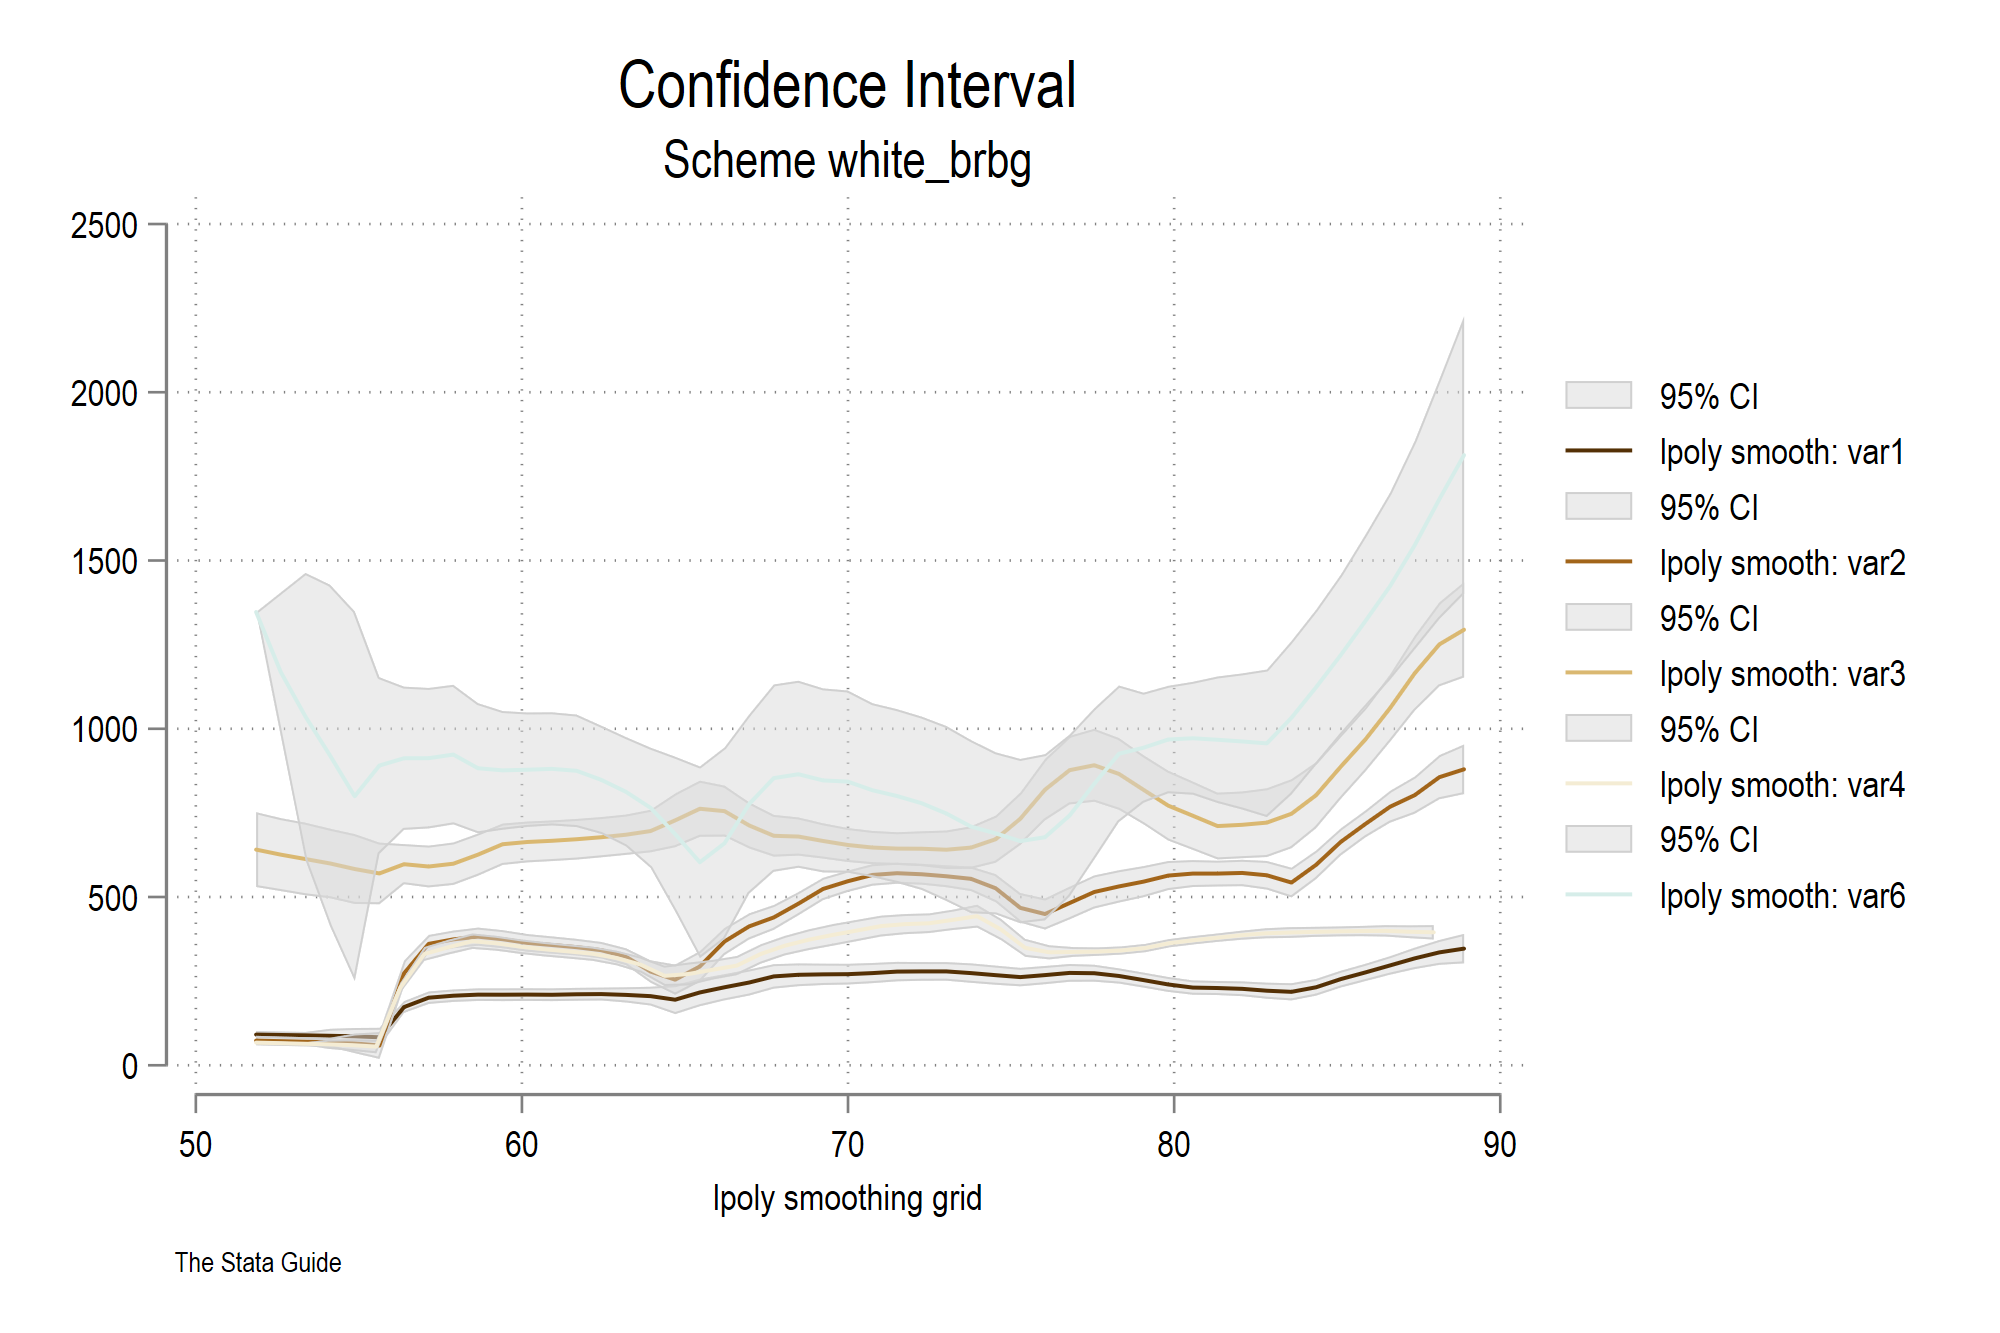 Confidence Interval
Scheme white_brbg
2500
2000
1500
1000
500
0
50 60 70 80 90
lpoly smoothing grid
95% CI
lpoly smooth: var1
95% CI
lpoly smooth: var2
95% CI
lpoly smooth: var3
95% CI
lpoly smooth: var4
95% CI
lpoly smooth: var6
The Stata Guide